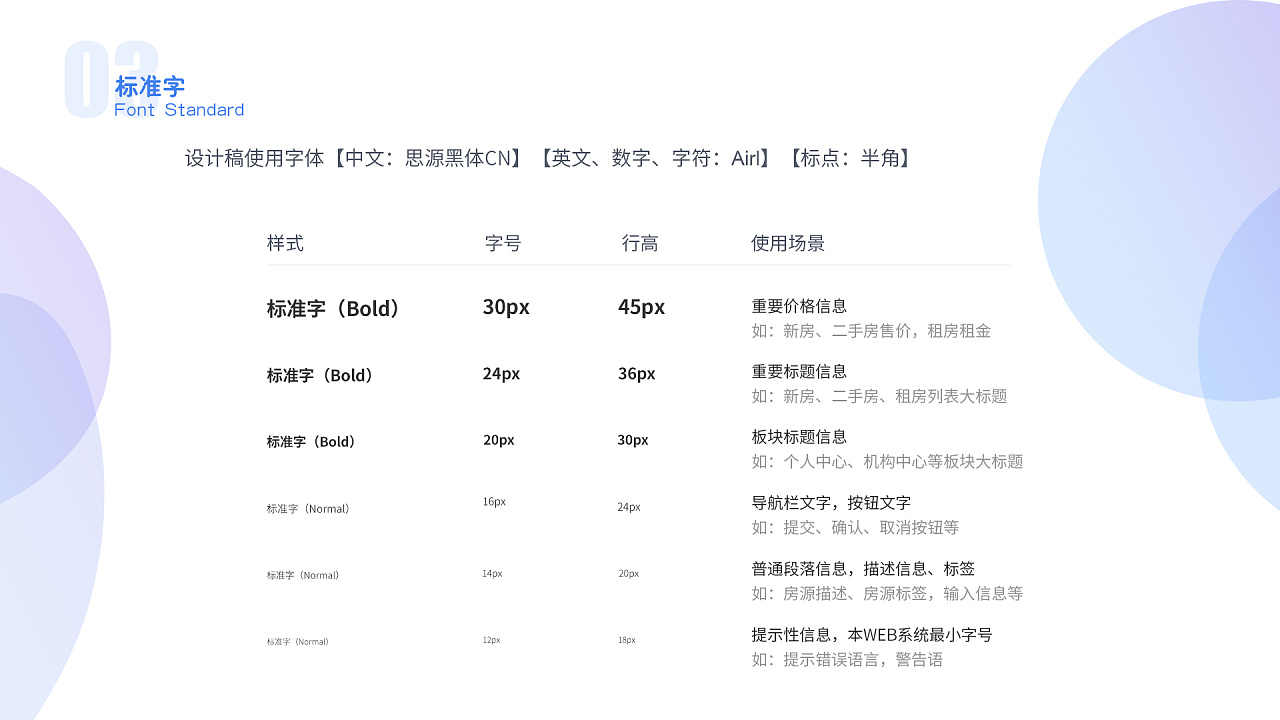 03
标准字
Font Standard
设计稿使用字体【中文：思源黑体CN】【英文、数字、字符：Airl】【标点：半角】
样式 字号 行高 使用场景
标准字（Bold） 30px 45px 重要价格信息
如：新房、二手房售价，租房租金
标准字（Bold） 24px 36px 重要标题信息
如：新房、二手房、租房列表大标题
标准字（Bold） 20px 30px 板块标题信息
如：个人中心、机构中心等板块大标题
标准字（Normal） 16px 24px 导航栏文字，按钮文字
如：提交、确认、取消按钮等
标准字（Normal） 14px 20px 普通段落信息，描述信息、标签
如：房源描述、房源标签，输入信息等
标准字（Normal） 12px 18px 提示性信息，本WEB系统最小字号
如：提示错误语言，警告语